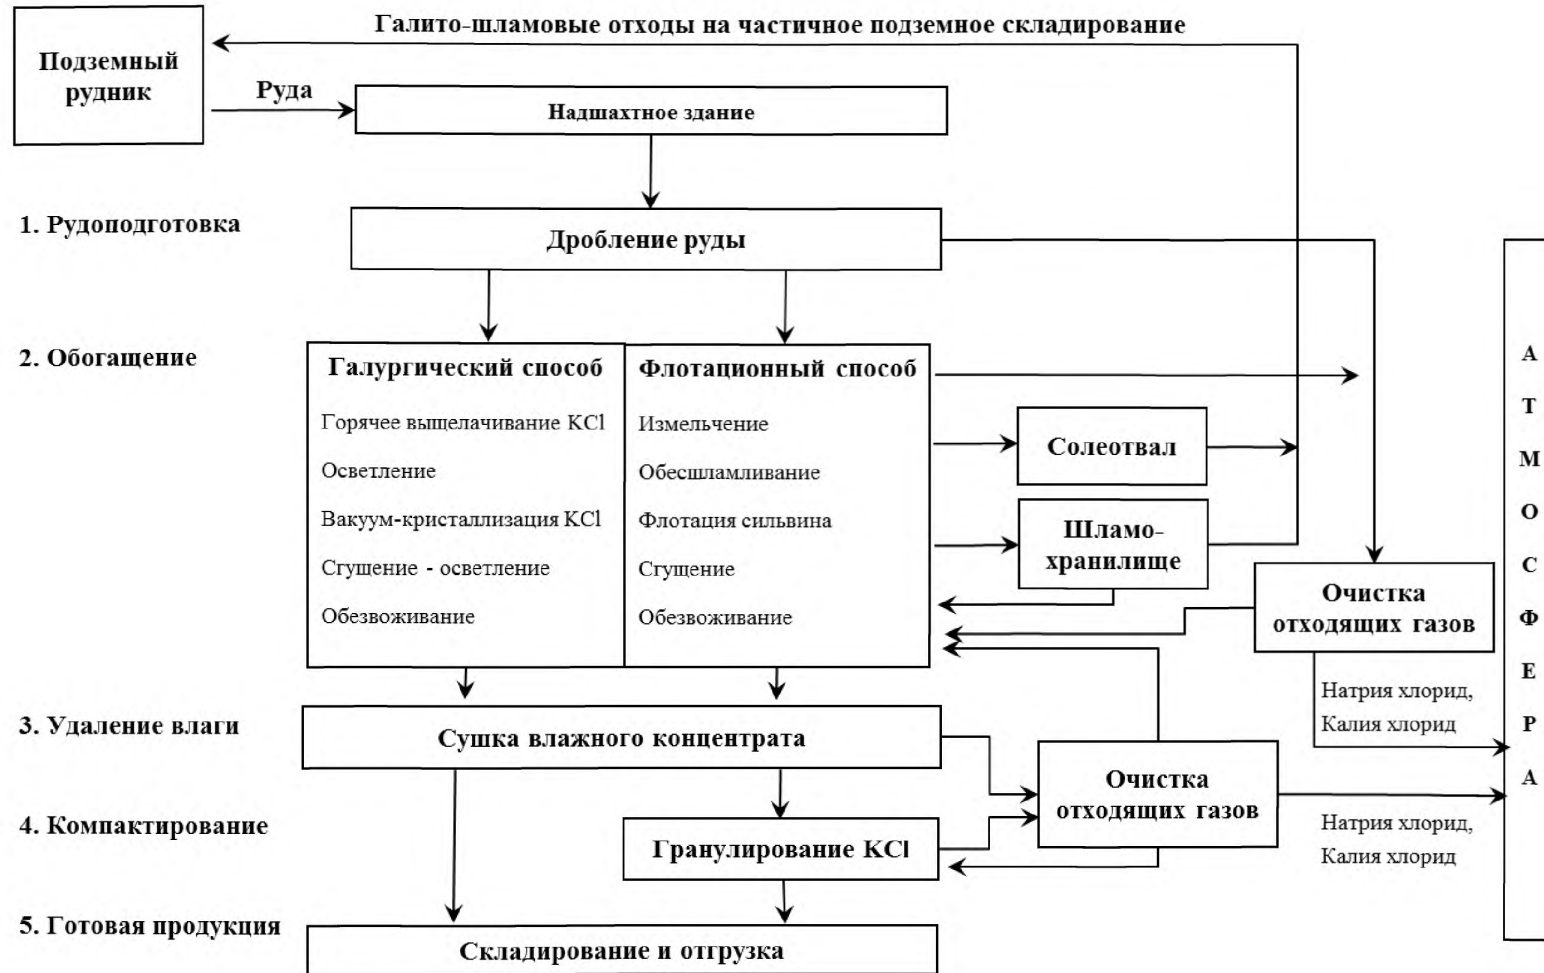 Галито-шламовые отходы на частичное подземное складирование
Подземный
рудник
Руда
Надшахтное здание
1. Рудоподготовка
Дробление руды
2. Обогащение
Галургический способ
Горячее выщелачивание KCl
Осветление
Вакуум-кристаллизация KCl
Сгущение - осветление
Обезвоживание
Флотационный способ
Измельчение
Обесшламливание
Флотация сильвина
Сгущение
Обезвоживание
Солеотвал
Шламо-
хранилище
Очистка
отходящих газов
Натрия хлорид,
Калия хлорид
А
Т
М
О
С
Ф
Е
Р
А
3. Удаление влаги
Сушка влажного концентрата
Очистка
отходящих газов
Натрия хлорид,
Калия хлорид
4. Компактирование
Гранулирование KCl
5. Готовая продукция
Складирование и отгрузка